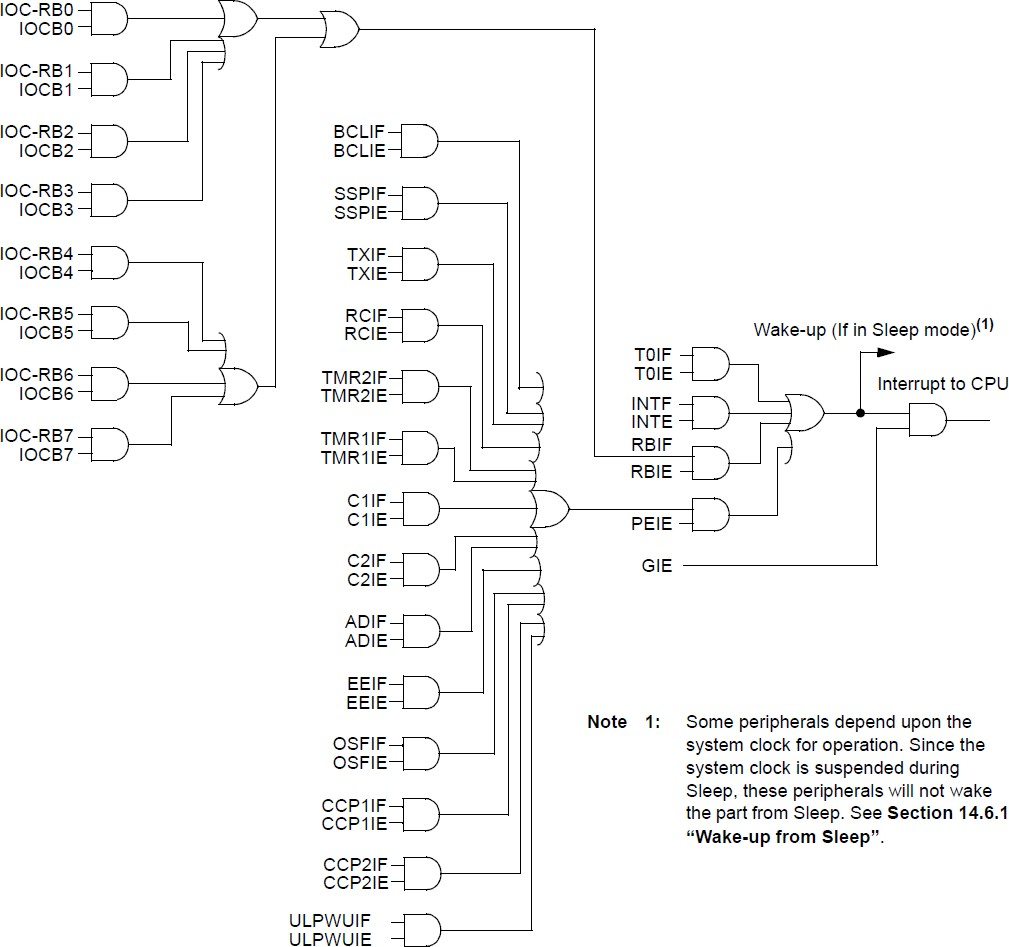 IOC-RB0
IOCB0
IOC-RB1
IOCB1
IOC-RB2
IOCB2
IOC-RB3
IOCB3
IOC-RB4
IOCB4
IOC-RB5
IOCB5
IOC-RB6
IOCB6
IOC-RB7
IOCB7
BCLIF
BCLIE
SSPIF
SSPIE
TXIF
TXIE
RCIF
RCIE
TMR2IF
TMR2IE
TMR1IF
TMR1IE
C1IF
C1IE
C2IF
C2IE
ADIF
ADIE
EEIF
EEIE
OSFIF
OSFIE
CCP1IF
CCP1IE
CCP2IF
CCP2IE
ULPWUIF
ULPWUIE
T0IF
T0IE
INTF
INTE
RBIF
RBIE
PEIE
GIE
Wake-up (If in Sleep mode)(1)
Interrupt to CPU
Note 1: Some peripherals depend upon the
system clock for operation. Since the
system clock is suspended during
Sleep, these peripherals will not wake
the part from Sleep. See Section 14.6.1
“Wake-up from Sleep”.